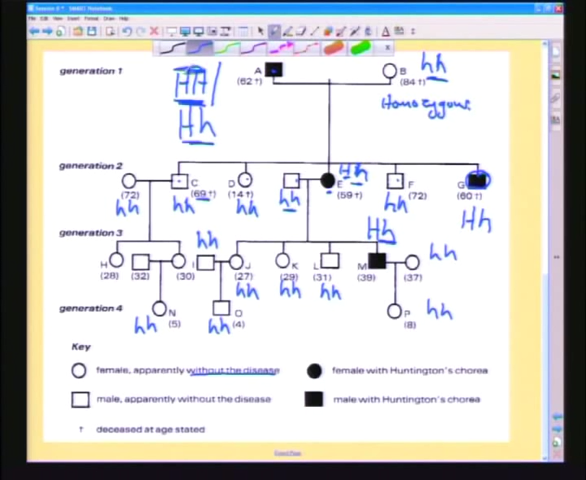 generation 1
A
(62 †)
B
(84 †)
hh
HH/
Hh
Homozygous
generation 2
(72)
C
(69 †)
D
(14 †)
E
(59 †)
F
(72)
G
(60 †)
Hh
hh
hh
hh
hh
hh
Hh
generation 3
Hh
hh
hh
H
(28)
(32)
(30)
I
J
(27)
K
(29)
L
(31)
M
(39)
(37)
hh
hh
hh
generation 4
N
(5)
O
(4)
P
(8)
hh
hh
hh
Key
female, apparently without the disease
female with Huntington's chorea
male, apparently without the disease
male with Huntington's chorea
† deceased at age stated